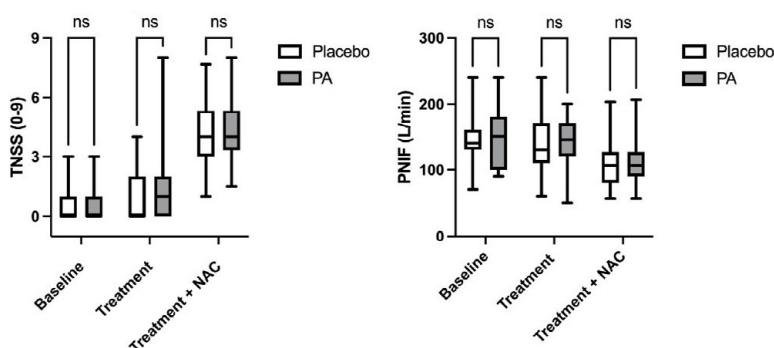 ns ns ns
9
6
3
0
TNSS (0-9)
Placebo
PA
Baseline
Treatment
Treatment + NAC
ns ns ns
300
200
100
0
PNIF (L/min)
Placebo
PA
Baseline
Treatment
Treatment + NAC